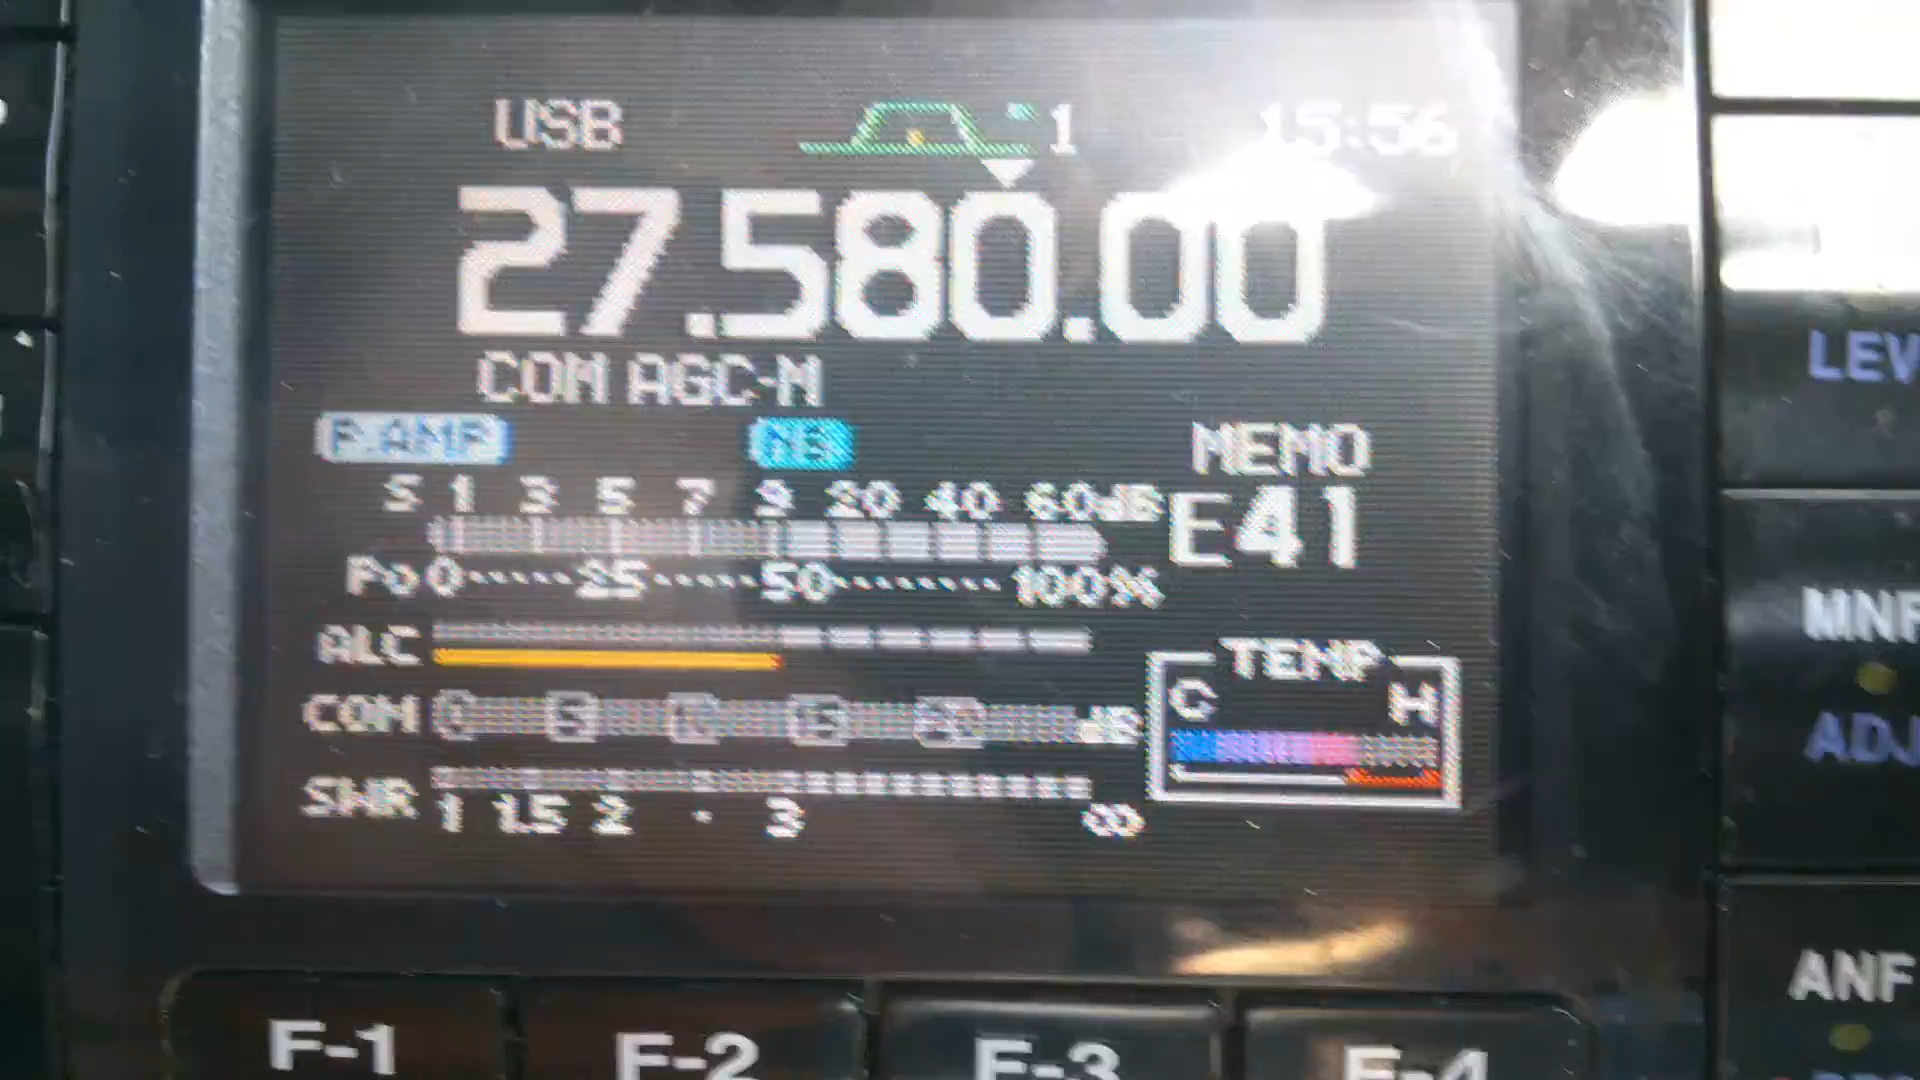 USB 1 15:56
27.580.00
COM AGC-M
P.AMP NB MEMO
S 1 3 5 7 9 20 40 60dB E41
Po 0 25 50 100%
ALC TEMP
C H
COM dB
SWR 1 1.5 2 3 ∞
LEV
MNF
ADJ
ANF
F-1 F-2 F-3 F-4